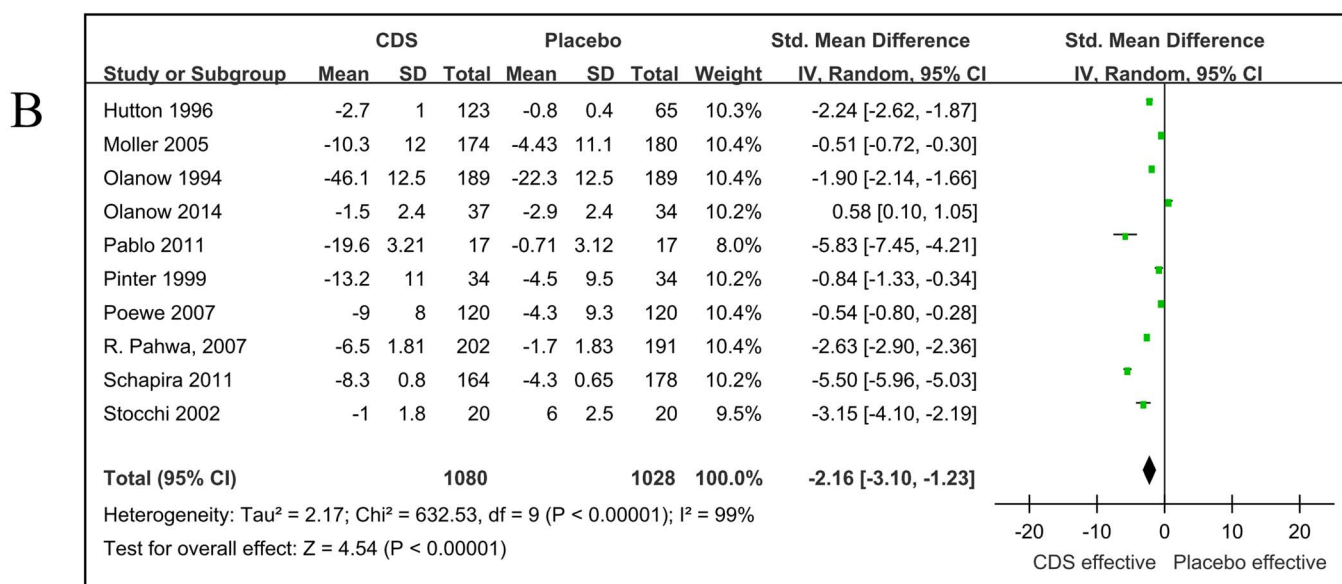 B
CDS Placebo Std. Mean Difference Std. Mean Difference
Study or Subgroup Mean SD Total Mean SD Total Weight IV, Random, 95% CI IV, Random, 95% CI
Hutton 1996 -2.7 1 123 -0.8 0.4 65 10.3% -2.24 [-2.62, -1.87]
Moller 2005 -10.3 12 174 -4.43 11.1 180 10.4% -0.51 [-0.72, -0.30]
Olanow 1994 -46.1 12.5 189 -22.3 12.5 189 10.4% -1.90 [-2.14, -1.66]
Olanow 2014 -1.5 2.4 37 -2.9 2.4 34 10.2% 0.58 [0.10, 1.05]
Pablo 2011 -19.6 3.21 17 -0.71 3.12 17 8.0% -5.83 [-7.45, -4.21]
Pinter 1999 -13.2 11 34 -4.5 9.5 34 10.2% -0.84 [-1.33, -0.34]
Poewe 2007 -9 8 120 -4.3 9.3 120 10.4% -0.54 [-0.80, -0.28]
R. Pahwa, 2007 -6.5 1.81 202 -1.7 1.83 191 10.4% -2.63 [-2.90, -2.36]
Schapira 2011 -8.3 0.8 164 -4.3 0.65 178 10.2% -5.50 [-5.96, -5.03]
Stocchi 2002 -1 1.8 20 6 2.5 20 9.5% -3.15 [-4.10, -2.19]
Total (95% CI) 1080 1028 100.0% -2.16 [-3.10, -1.23]
Heterogeneity: Tau² = 2.17; Chi² = 632.53, df = 9 (P < 0.00001); I² = 99%
Test for overall effect: Z = 4.54 (P < 0.00001)
-20 -10 0 10 20
CDS effective Placebo effective